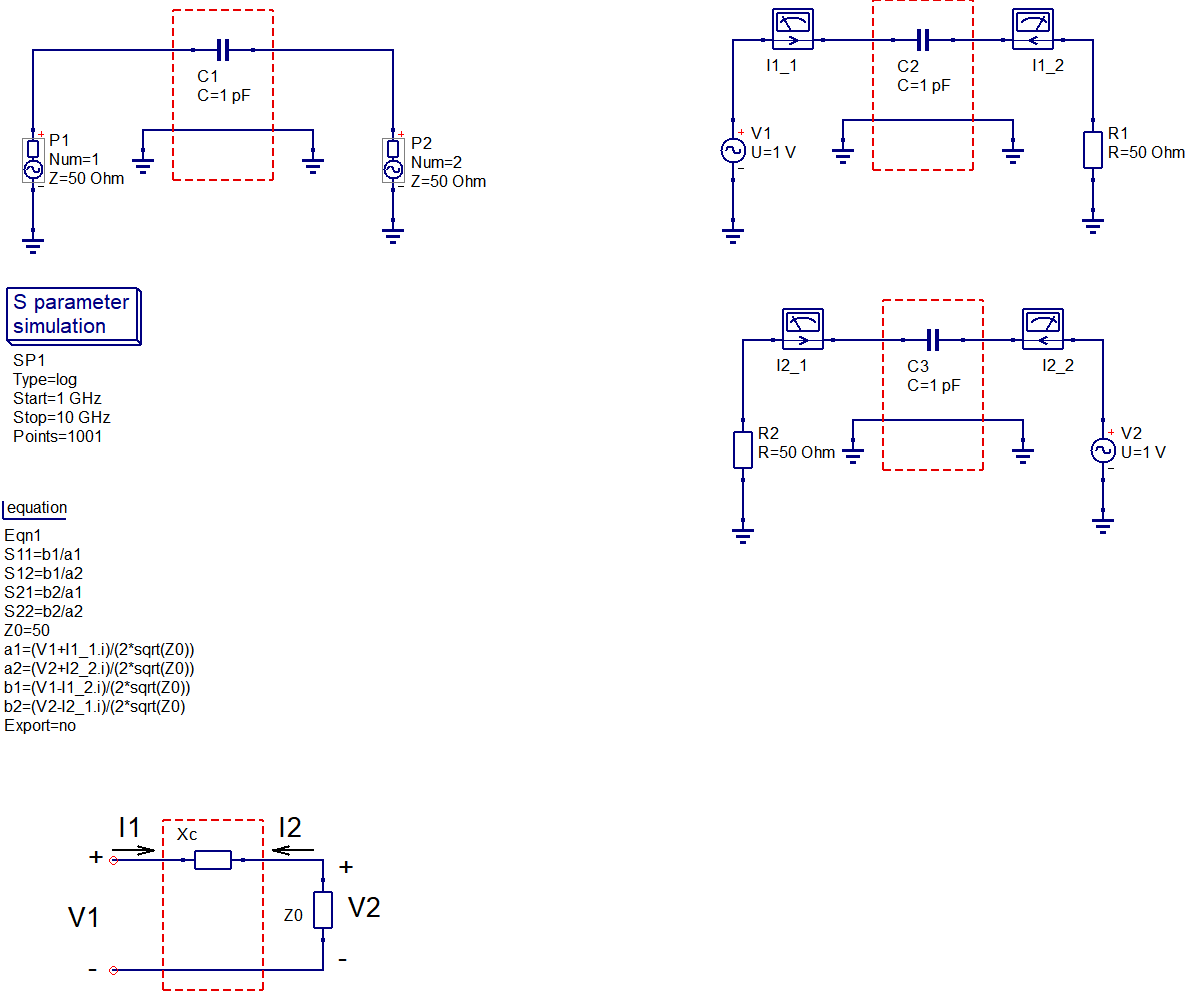 C1
C=1 pF
P1
Num=1
Z=50 Ohm
P2
Num=2
Z=50 Ohm
I1_1
C2
C=1 pF
I1_2
V1
U=1 V
R1
R=50 Ohm
S parameter
simulation
SP1
Type=log
Start=1 GHz
Stop=10 GHz
Points=1001
I2_1
C3
C=1 pF
I2_2
R2
R=50 Ohm
V2
U=1 V
equation
Eqn1
S11=b1/a1
S12=b1/a2
S21=b2/a1
S22=b2/a2
Z0=50
a1=(V1+I1_1.i)/(2*sqrt(Z0))
a2=(V2+I2_2.i)/(2*sqrt(Z0))
b1=(V1-I1_2.i)/(2*sqrt(Z0))
b2=(V2-I2_1.i)/(2*sqrt(Z0)
Export=no
I1
Xc
I2
+
+
V1
Z0
V2
-
-